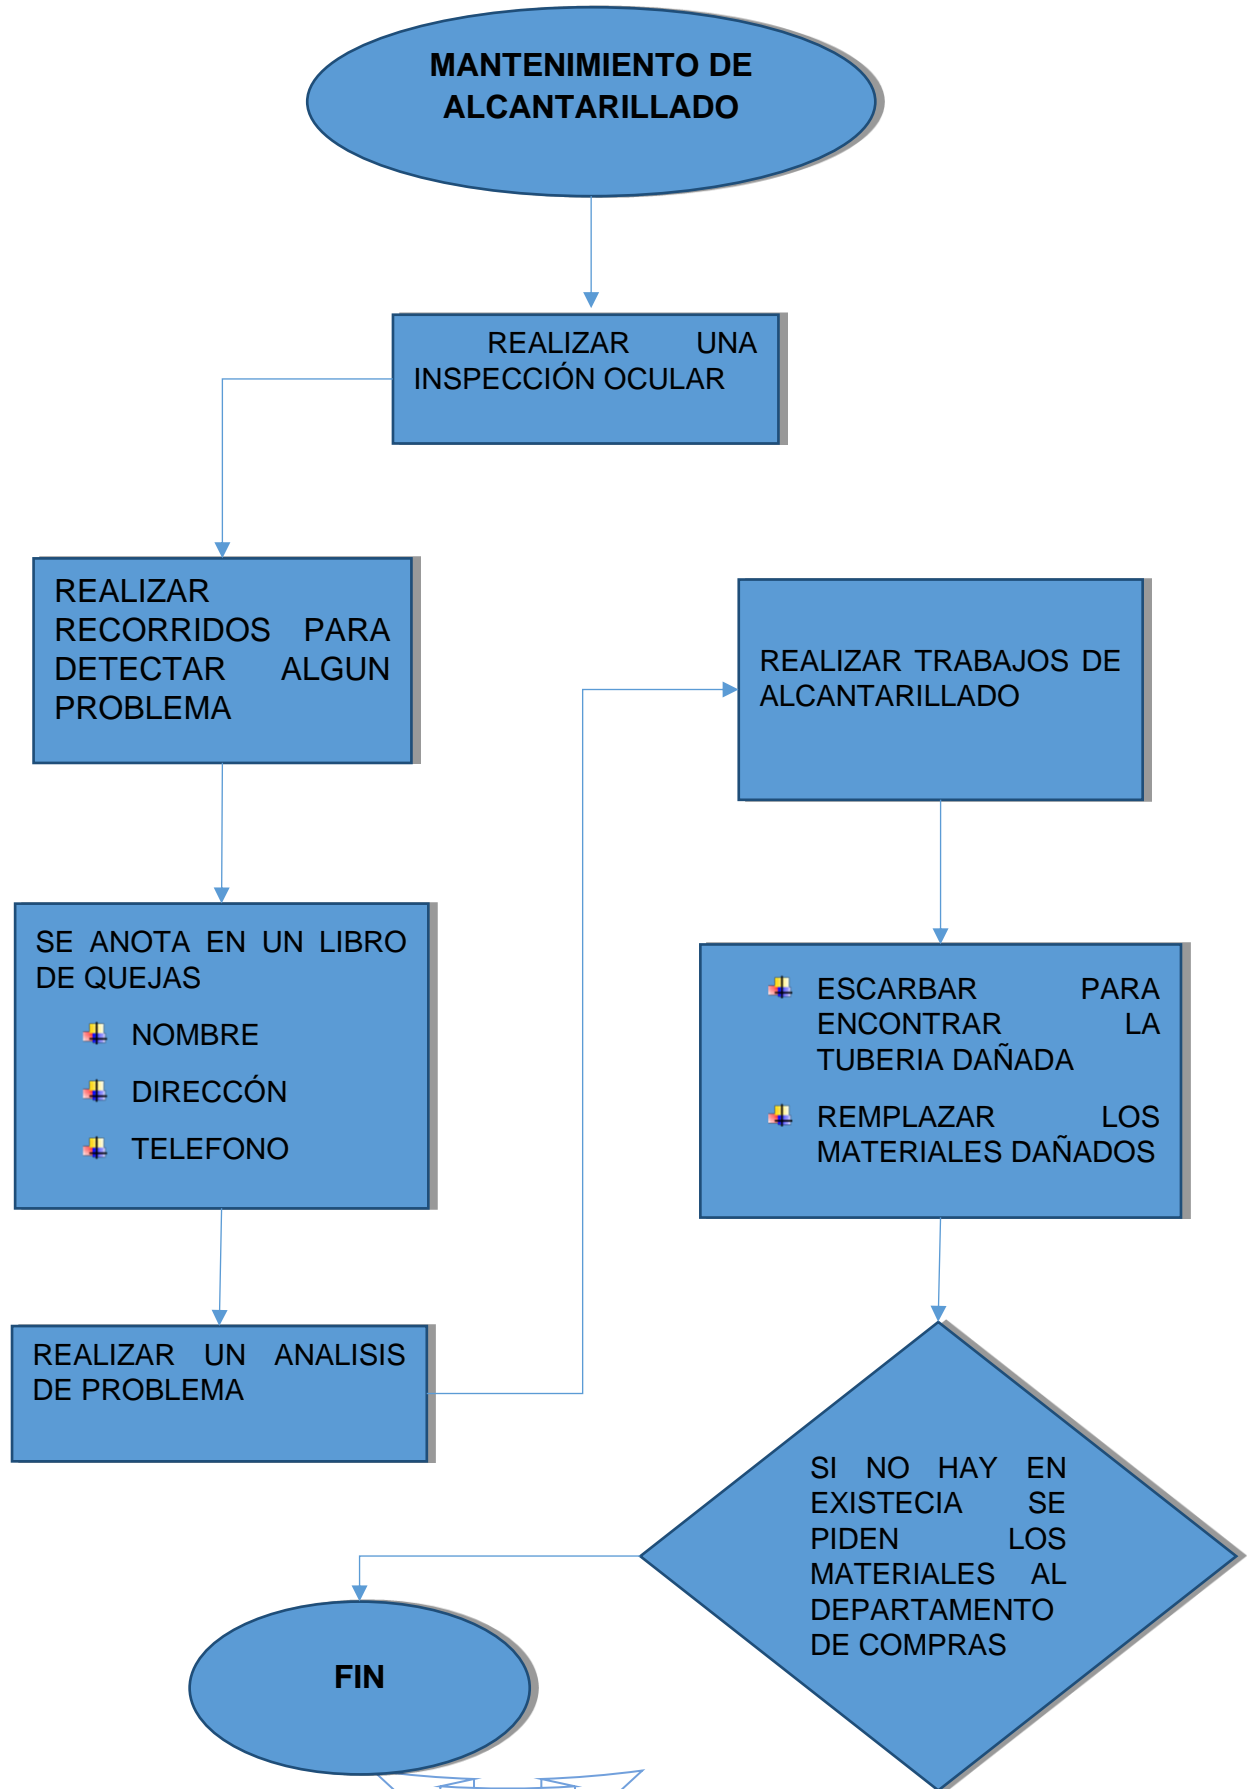 MANTENIMIENTO DE
ALCANTARILLADO
REALIZAR UNA
INSPECCIÓN OCULAR
REALIZAR
RECORRIDOS PARA
DETECTAR ALGUN
PROBLEMA
SE ANOTA EN UN LIBRO
DE QUEJAS
NOMBRE
DIRECCÓN
TELEFONO
REALIZAR UN ANALISIS
DE PROBLEMA
REALIZAR TRABAJOS DE
ALCANTARILLADO
ESCARBAR PARA
ENCONTRAR LA
TUBERIA DAÑADA
REMPLAZAR LOS
MATERIALES DAÑADOS
SI NO HAY EN
EXISTECIA SE
PIDEN LOS
MATERIALES AL
DEPARTAMENTO
DE COMPRAS
FIN